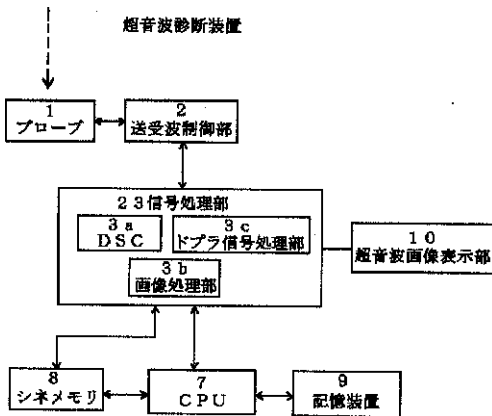 超音波診断装置
1
プローブ
2
送受波制御部
23信号処理部
3a
DSC
3c
ドプラ信号処理部
3b
画像処理部
10
超音波画像表示部
8
シネメモリ
7
CPU
9
記憶装置